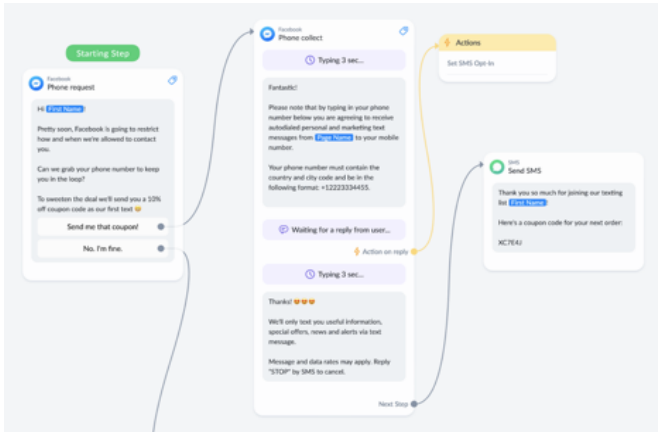 Starting Step
Facebook
Phone request
Hi First Name!
Pretty soon, Facebook is going to restrict
how and when we're allowed to contact
you.
Can we grab your phone number to keep
you in the loop?
To sweeten the deal we'll send you a 10%
off coupon code as our first text 😄
Send me that coupon!
No. I'm fine.
Facebook
Phone collect
Typing 3 sec...
Fantastic!
Please note that by typing in your phone
number below you are agreeing to receive
autodialed personal and marketing text
messages from Page Name to your mobile
number.
Your phone number must contain the
country and city code and be in the
following format: +12223334455.
Waiting for a reply from user...
Action on reply
Typing 3 sec...
Thanks! 😍😍😍
We'll only text you useful information,
special offers, news and alerts via text
message.
Message and data rates may apply. Reply
"STOP" by SMS to cancel.
Next Step
Actions
Set SMS Opt-In
SMS
Send SMS
Thank you so much for joining our texting
list First Name!
Here's a coupon code for your next order:
XC7E4J